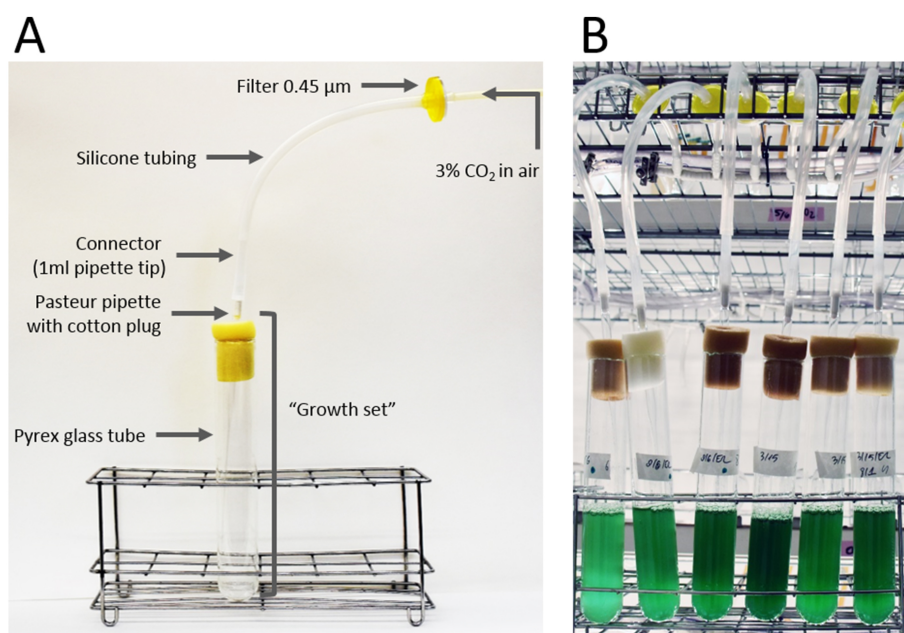 A
B
Filter 0.45 µm
Silicone tubing
3% CO₂ in air
Connector
(1ml pipette tip)
Pasteur pipette
with cotton plug
"Growth set"
Pyrex glass tube
3/15